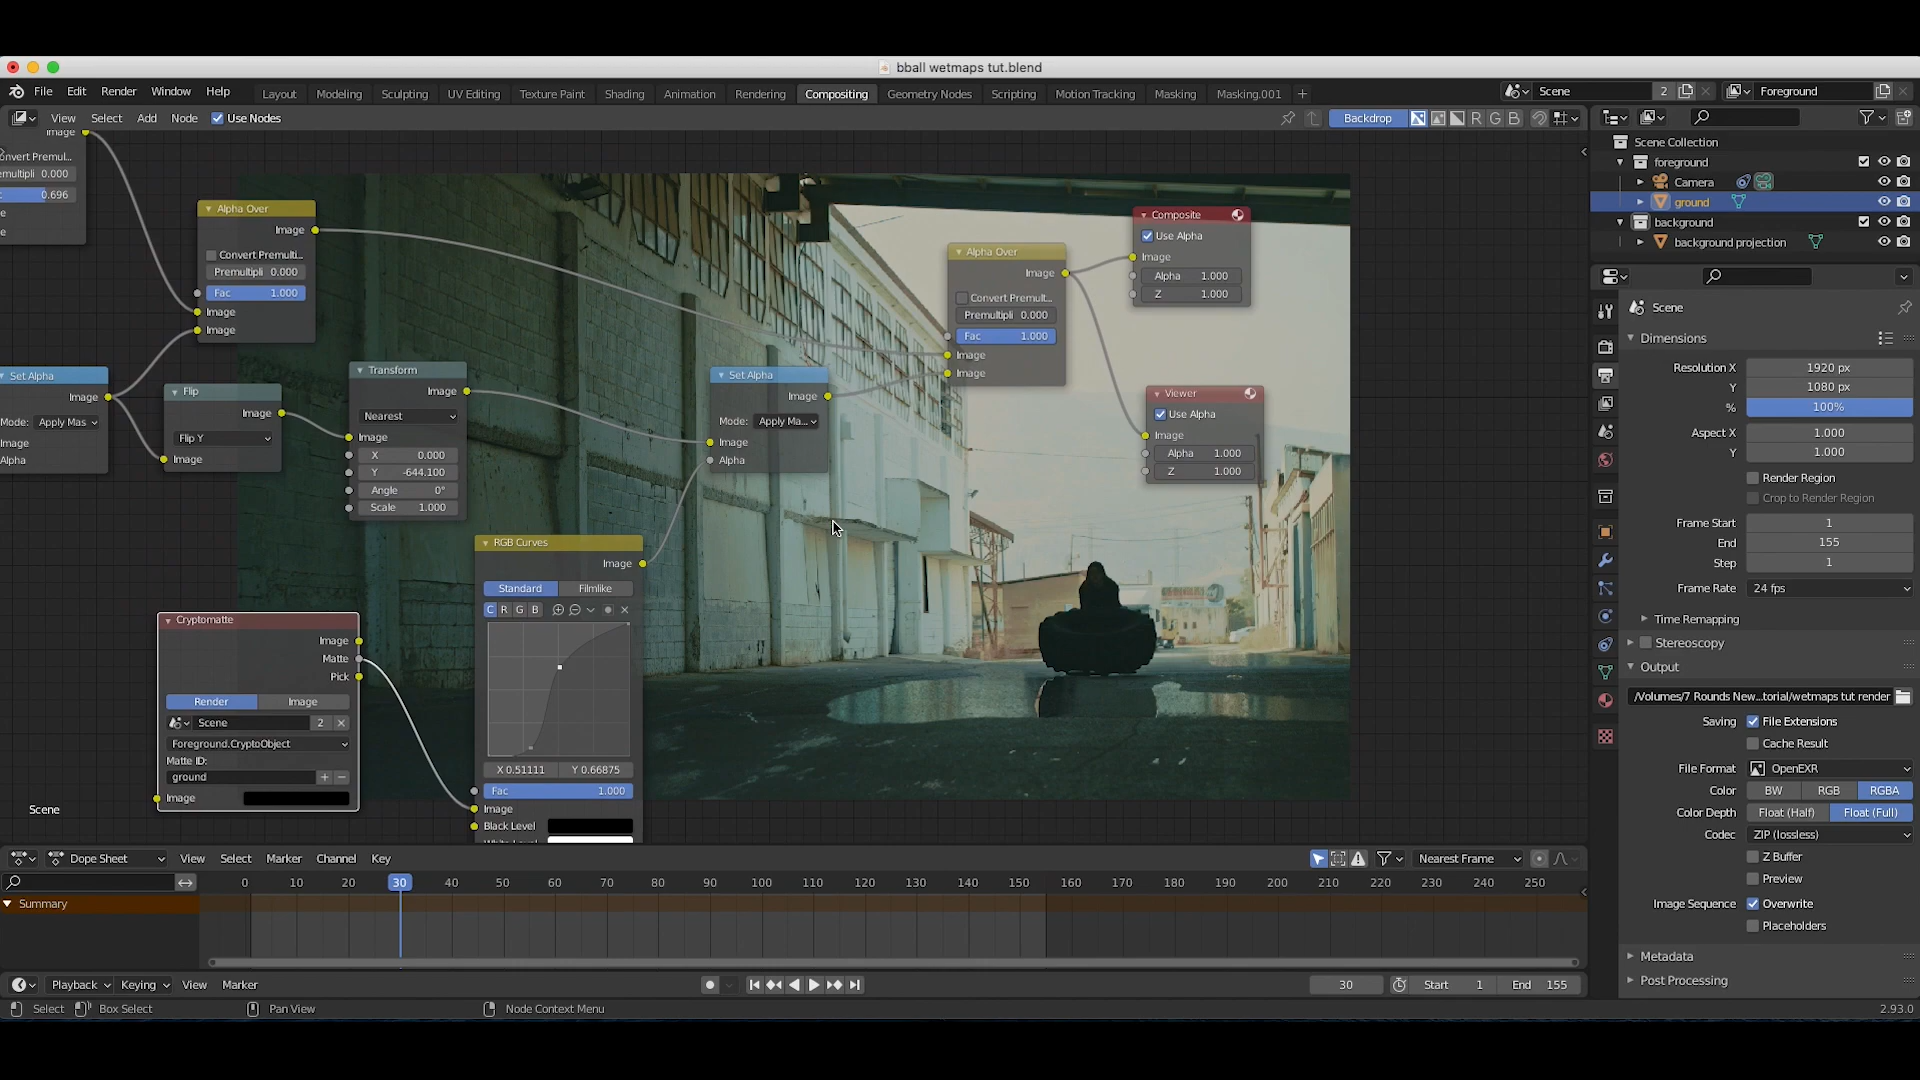 bball wetmaps tut.blend
File Edit Render Window Help Layout Modeling Sculpting UV Editing Texture Paint Shading Animation Rendering Compositing Geometry Nodes Scripting Motion Tracking Masking Masking.001 + Scene 2 Foreground
View Select Add Node Use Nodes Backdrop R G B
Image
onvert Premul...
emultipli 0.000
0.696
Alpha Over
Image
Convert Premulti...
Premultipli 0.000
Fac 1.000
Image
Image
Set Alpha
Image
Mode: Apply Mas
Image
Alpha
Flip
Image
Flip Y
Image
Transform
Image
Nearest
Image
X 0.000
Y -644.100
Angle 0°
Scale 1.000
RGB Curves
Image
Standard Filmlike
C R G B
X 0.51111 Y 0.66875
Fac 1.000
Image
Black Level
Cryptomatte
Image
Matte
Pick
Render Image
Scene 2
Foreground.CryptoObject
Matte ID:
ground
Image
Scene
Set Alpha
Image
Mode: Apply Ma...
Image
Alpha
Alpha Over
Image
Convert Premult...
Premultipli 0.000
Fac 1.000
Image
Image
Composite
Use Alpha
Image
Alpha 1.000
Z 1.000
Viewer
Use Alpha
Image
Alpha 1.000
Z 1.000
Scene Collection
foreground
Camera
ground
background
background projection
Scene
Dimensions
Resolution X 1920 px
Y 1080 px
% 100%
Aspect X 1.000
Y 1.000
Render Region
Crop to Render Region
Frame Start 1
End 155
Step 1
Frame Rate 24 fps
Time Remapping
Stereoscopy
Output
/Volumes/7 Rounds New...torial/wetmaps tut render
Saving File Extensions
Cache Result
File Format OpenEXR
Color BW RGB RGBA
Color Depth Float (Half) Float (Full)
Codec ZIP (lossless)
Z Buffer
Preview
Image Sequence Overwrite
Placeholders
Metadata
Post Processing
Dope Sheet View Select Marker Channel Key Nearest Frame
0 10 20 30 40 50 60 70 80 90 100 110 120 130 140 150 160 170 180 190 200 210 220 230 240 250
Summary
Playback Keying View Marker 30 Start 1 End 155
Select Box Select Pan View Node Context Menu 2.93.0